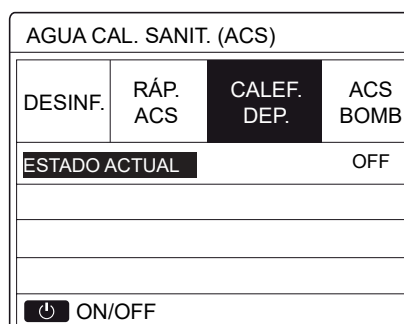 AGUA CAL. SANIT. (ACS)
DESINF.
RÁP.
ACS
CALEF.
DEP.
ACS
BOMB
ESTADO ACTUAL OFF
ON/OFF